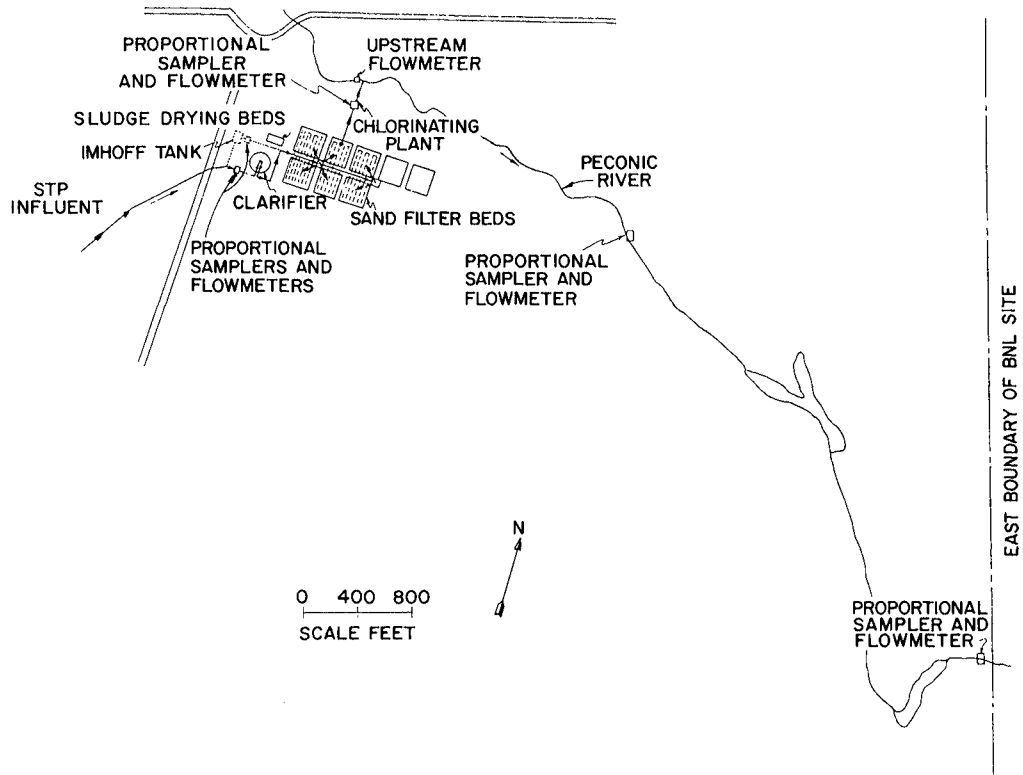 PROPORTIONAL
SAMPLER
AND FLOWMETER
UPSTREAM
FLOWMETER
SLUDGE DRYING BEDS
CHLORINATING
PLANT
IMHOFF TANK
STP
INFLUENT
CLARIFIER
SAND FILTER BEDS
PECONIC
RIVER
PROPORTIONAL
SAMPLERS AND
FLOWMETERS
PROPORTIONAL
SAMPLER AND
FLOWMETER
EAST BOUNDARY OF BNL SITE
N
0 400 800
SCALE FEET
PROPORTIONAL
SAMPLER AND
FLOWMETER